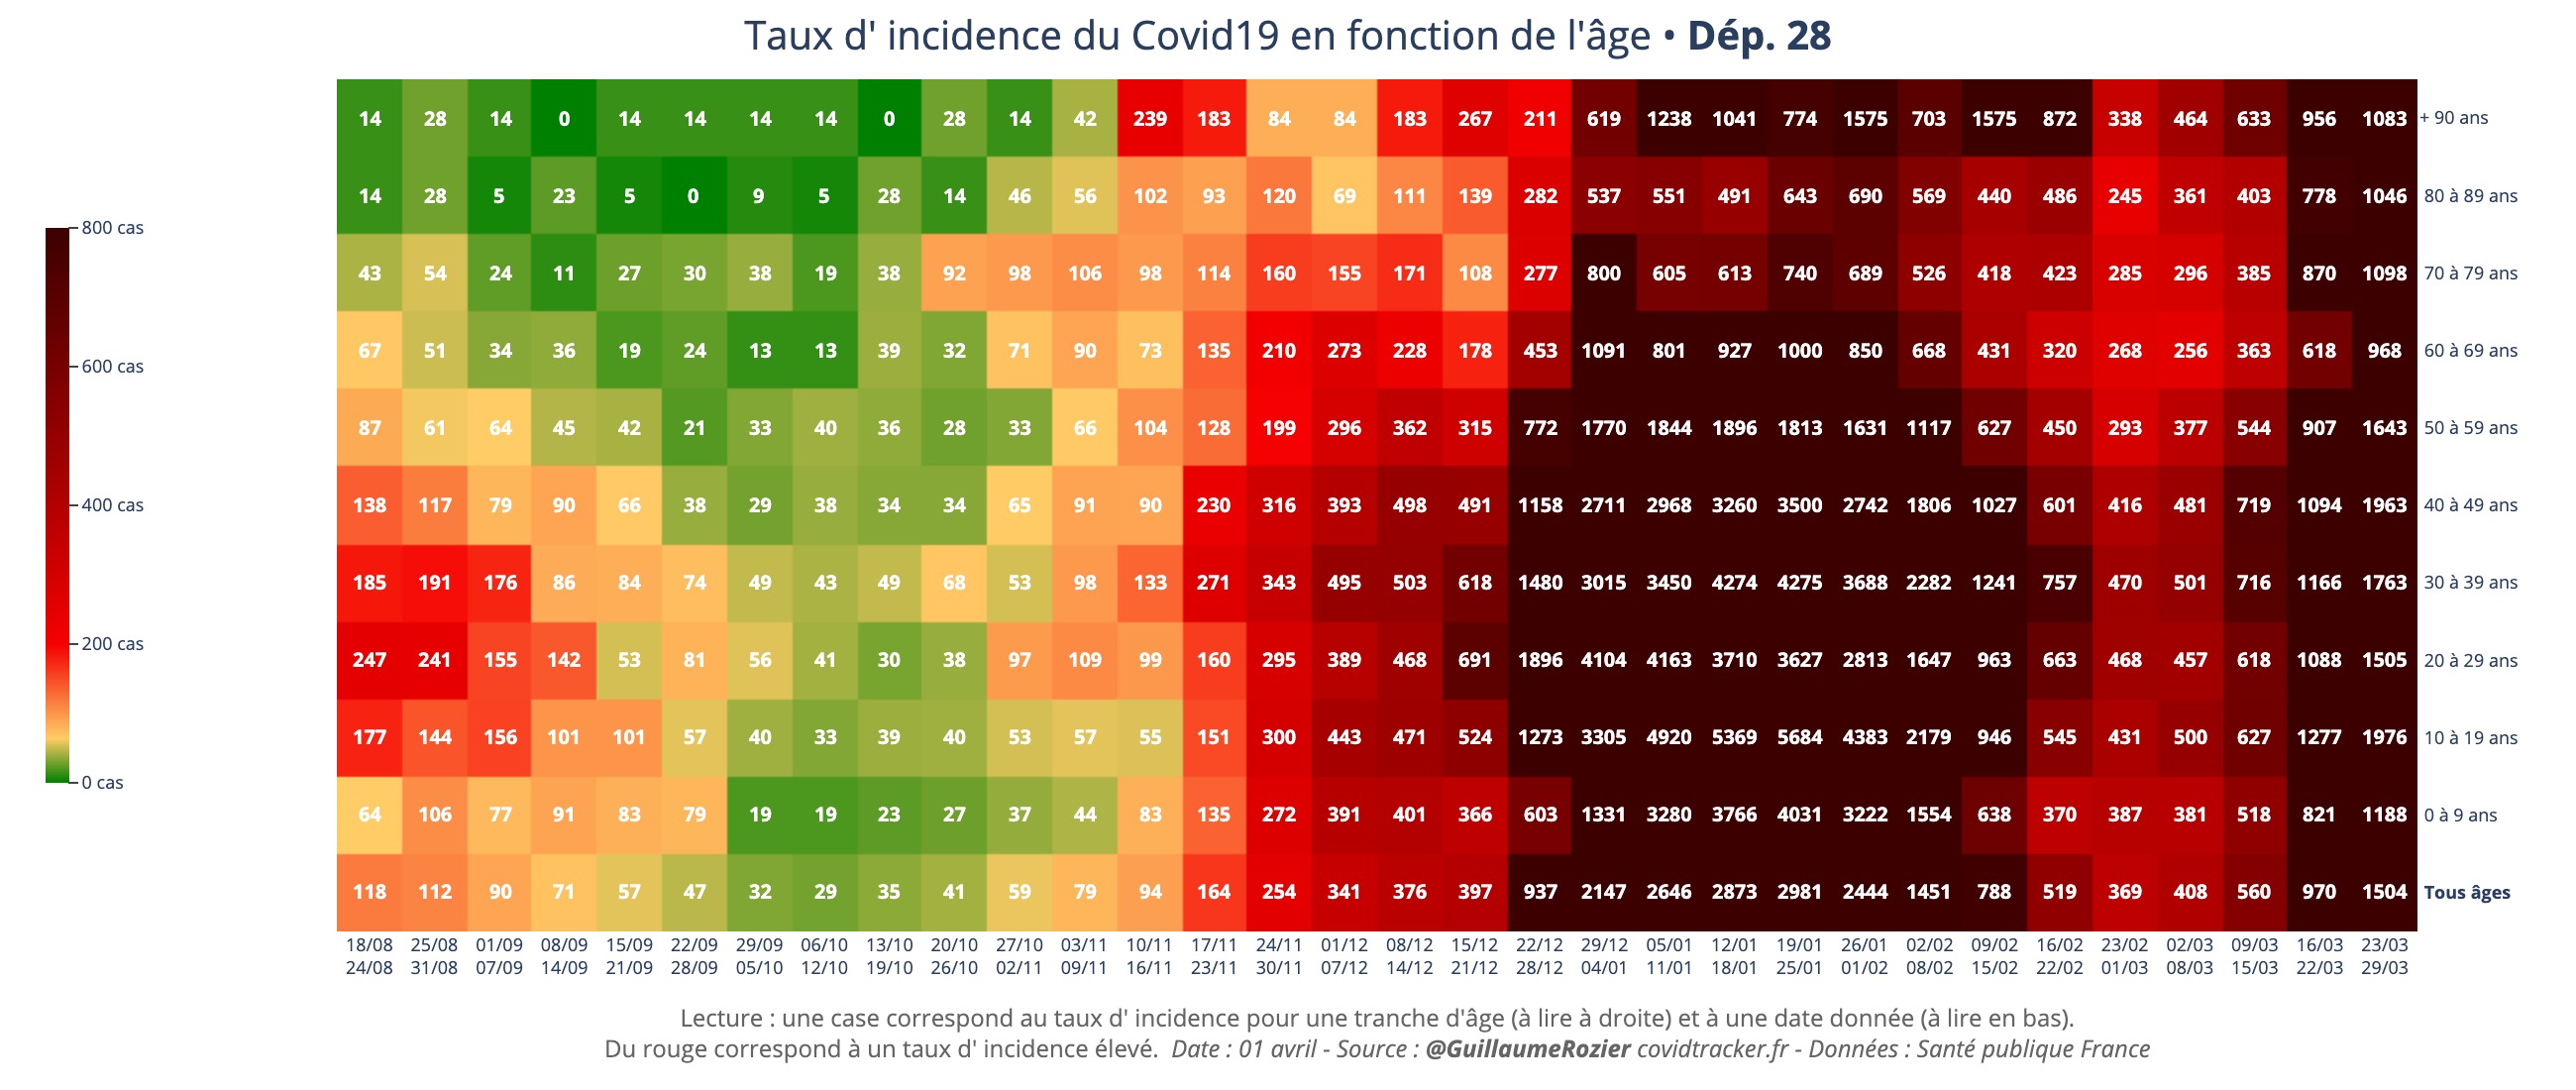 Taux d' incidence du Covid19 en fonction de l'âge • Dép. 28
800 cas
600 cas
400 cas
200 cas
0 cas
14 28 14 0 14 14 14 14 0 28 14 42 239 183 84 84 183 267 211 619 1238 1041 774 1575 703 1575 872 338 464 633 956 1083 + 90 ans
14 28 5 23 5 0 9 5 28 14 46 56 102 93 120 69 111 139 282 537 551 491 643 690 569 440 486 245 361 403 778 1046 80 à 89 ans
43 54 24 11 27 30 38 19 38 92 98 106 98 114 160 155 171 108 277 800 605 613 740 689 526 418 423 285 296 385 870 1098 70 à 79 ans
67 51 34 36 19 24 13 13 39 32 71 90 73 135 210 273 228 178 453 1091 801 927 1000 850 668 431 320 268 256 363 618 968 60 à 69 ans
87 61 64 45 42 21 33 40 36 28 33 66 104 128 199 296 362 315 772 1770 1844 1896 1813 1631 1117 627 450 293 377 544 907 1643 50 à 59 ans
138 117 79 90 66 38 29 38 34 34 65 91 90 230 316 393 498 491 1158 2711 2968 3260 3500 2742 1806 1027 601 416 481 719 1094 1963 40 à 49 ans
185 191 176 86 84 74 49 43 49 68 53 98 133 271 343 495 503 618 1480 3015 3450 4274 4275 3688 2282 1241 757 470 501 716 1166 1763 30 à 39 ans
247 241 155 142 53 81 56 41 30 38 97 109 99 160 295 389 468 691 1896 4104 4163 3710 3627 2813 1647 963 663 468 457 618 1088 1505 20 à 29 ans
177 144 156 101 101 57 40 33 39 40 53 57 55 151 300 443 471 524 1273 3305 4920 5369 5684 4383 2179 946 545 431 500 627 1277 1976 10 à 19 ans
64 106 77 91 83 79 19 19 23 27 37 44 83 135 272 391 401 366 603 1331 3280 3766 4031 3222 1554 638 370 387 381 518 821 1188 0 à 9 ans
118 112 90 71 57 47 32 29 35 41 59 79 94 164 254 341 376 397 937 2147 2646 2873 2981 2444 1451 788 519 369 408 560 970 1504 Tous âges
18/08 25/08 01/09 08/09 15/09 22/09 29/09 06/10 13/10 20/10 27/10 03/11 10/11 17/11 24/11 01/12 08/12 15/12 22/12 29/12 05/01 12/01 19/01 26/01 02/02 09/02 16/02 23/02 02/03 09/03 16/03 23/03
24/08 31/08 07/09 14/09 21/09 28/09 05/10 12/10 19/10 26/10 02/11 09/11 16/11 23/11 30/11 07/12 14/12 21/12 28/12 04/01 11/01 18/01 25/01 01/02 08/02 15/02 22/02 01/03 08/03 15/03 22/03 29/03
Lecture : une case correspond au taux d' incidence pour une tranche d'âge (à lire à droite) et à une date donnée (à lire en bas).
Du rouge correspond à un taux d' incidence élevé. Date : 01 avril - Source : @GuillaumeRozier covidtracker.fr - Données : Santé publique France